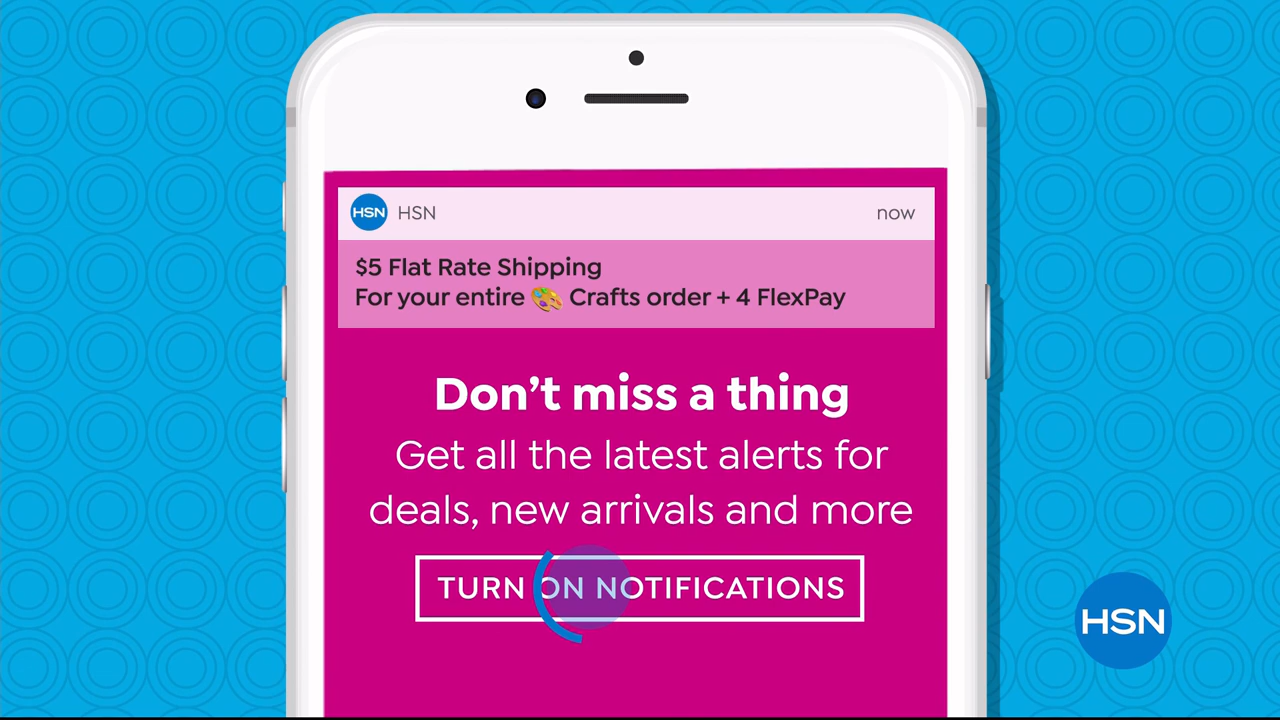 HSN HSN now
$5 Flat Rate Shipping
For your entire 🎨 Crafts order + 4 FlexPay
Don't miss a thing
Get all the latest alerts for
deals, new arrivals and more
TURN ON NOTIFICATIONS
HSN